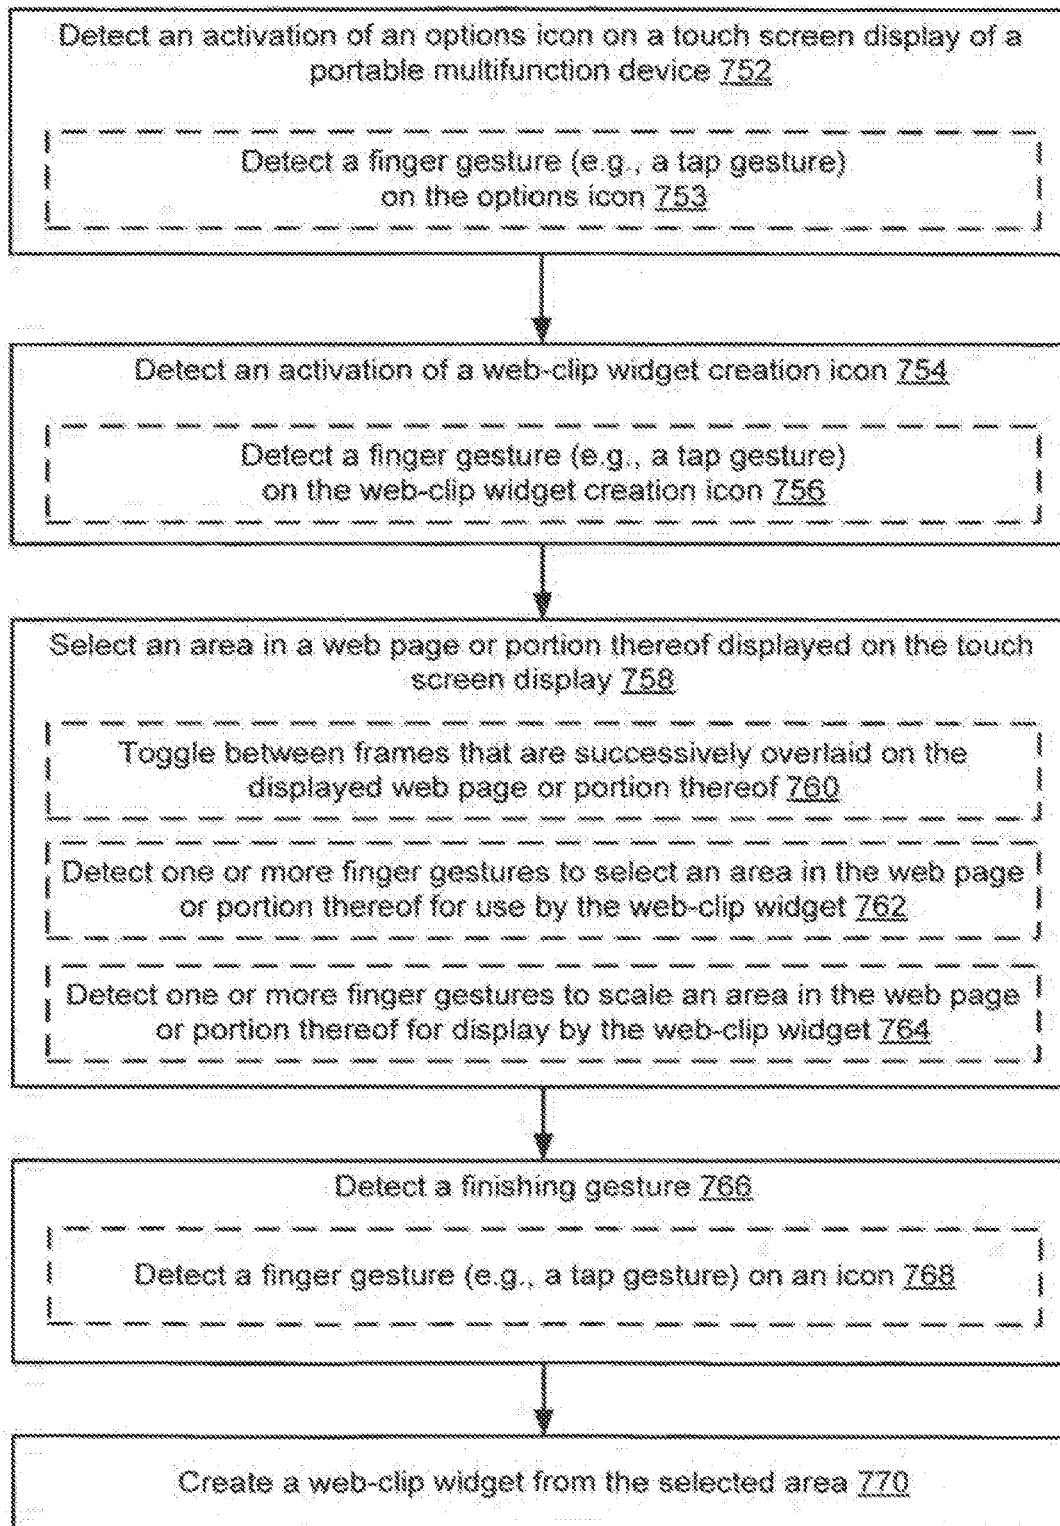 Detect an activation of an options icon on a touch screen display of a
portable multifunction device 752
Detect a finger gesture (e.g., a tap gesture)
on the options icon 753
Detect an activation of a web-clip widget creation icon 754
Detect a finger gesture (e.g., a tap gesture)
on the web-clip widget creation icon 756
Select an area in a web page or portion thereof displayed on the touch
screen display 758
Toggle between frames that are successively overlaid on the
displayed web page or portion thereof 760
Detect one or more finger gestures to select an area in the web page
or portion thereof for use by the web-clip widget 762
Detect one or more finger gestures to scale an area in the web page
or portion thereof for display by the web-clip widget 764
Detect a finishing gesture 766
Detect a finger gesture (e.g., a tap gesture) on an icon 768
Create a web-clip widget from the selected area 770